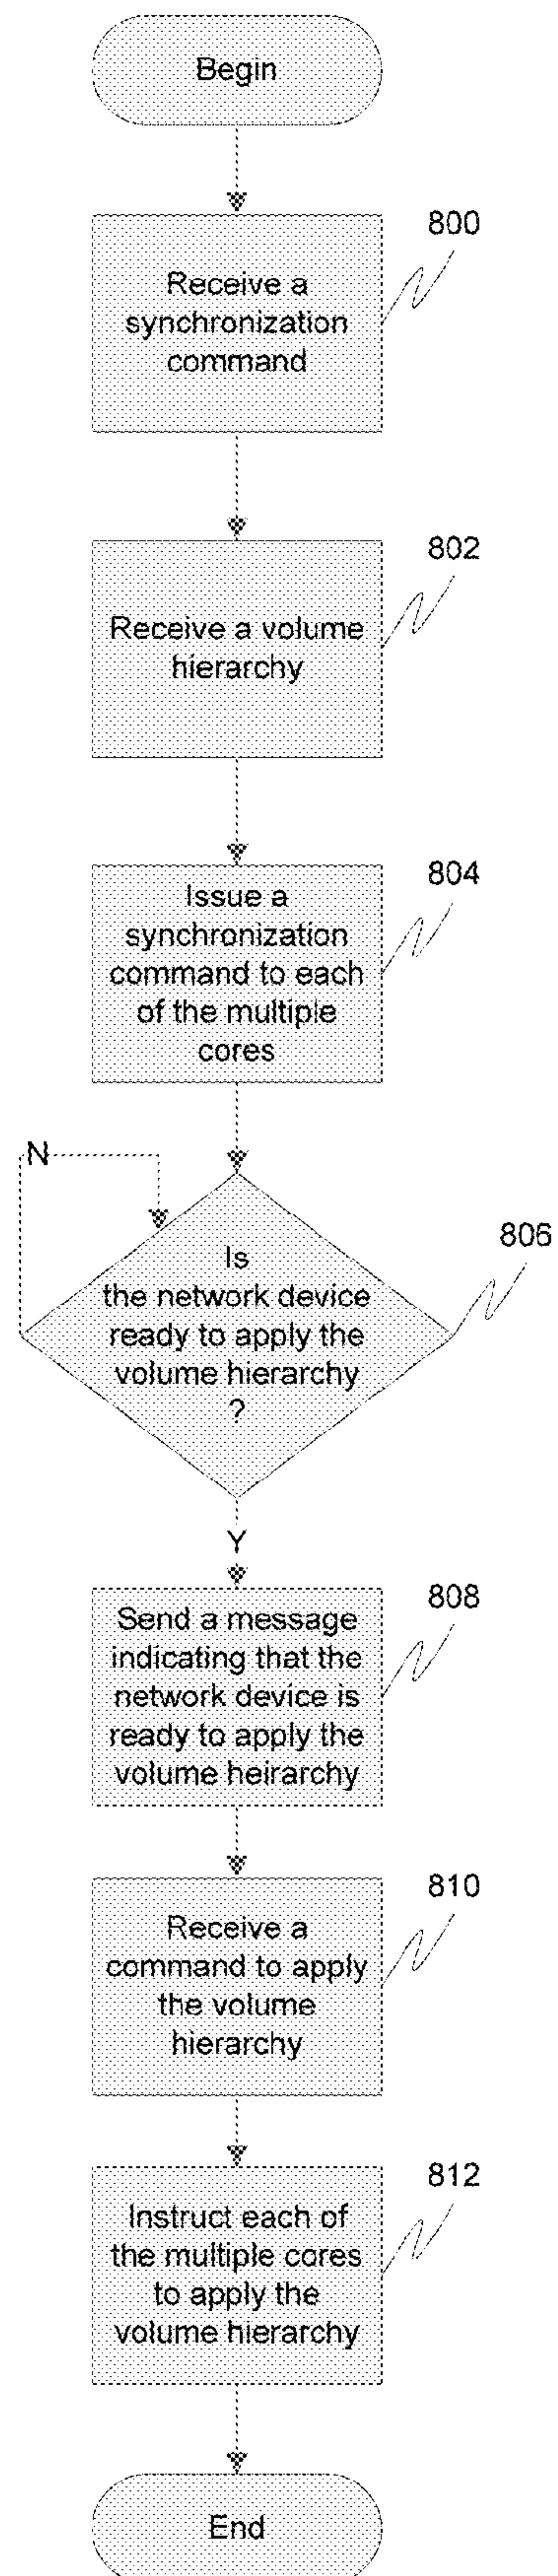 Begin
800
Receive a
synchronization
command
802
Receive a volume
hierarchy
804
Issue a
synchronization
command to each
of the multiple
cores
N
806
Is
the network device
ready to apply the
volume hierarchy
?
Y
808
Send a message
indicating that the
network device is
ready to apply the
volume heirarchy
810
Receive a
command to apply
the volume
hierarchy
812
Instruct each of
the multiple cores
to apply the
volume hierarchy
End